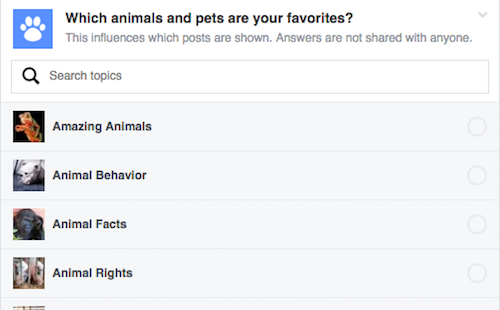 Which animals and pets are your favorites?
This influences which posts are shown. Answers are not shared with anyone.
Search topics
Amazing Animals
Animal Behavior
Animal Facts
Animal Rights